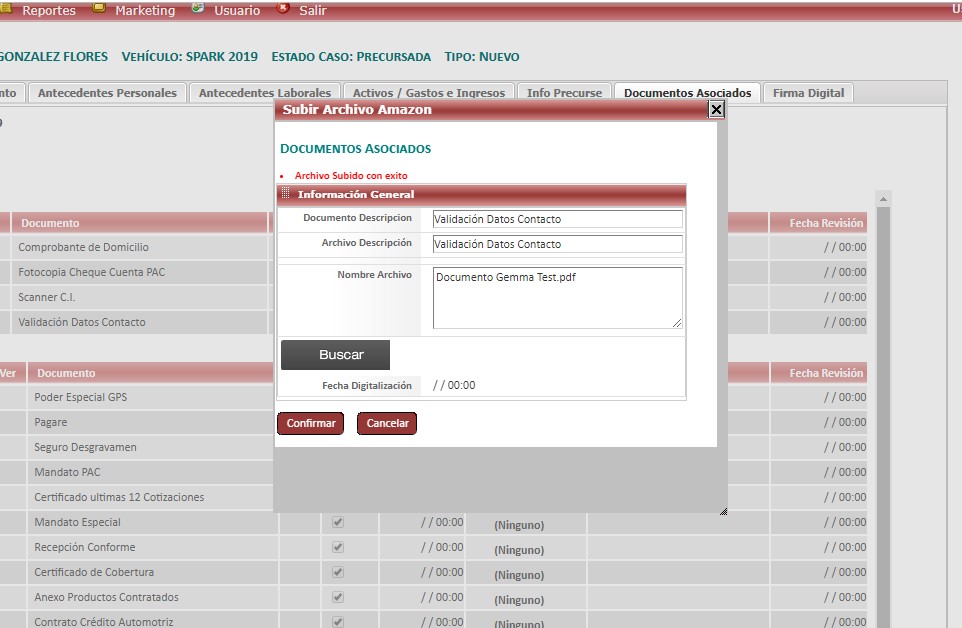 Reportes Marketing Usuario Salir
GONZALEZ FLORES VEHÍCULO: SPARK 2019 ESTADO CASO: PRECURSADA TIPO: NUEVO
nto Antecedentes Personales Antecedentes Laborales Activos / Gastos e Ingresos Info Precurse Documentos Asociados Firma Digital
Subir Archivo Amazon
DOCUMENTOS ASOCIADOS
• Archivo Subido con exito
Información General
Documento Descripcion Validación Datos Contacto
Archivo Descripción Validación Datos Contacto
Nombre Archivo Documento Gemma Test.pdf
Buscar
Fecha Digitalización / / 00:00
Confirmar Cancelar
Documento Fecha Revisión
Comprobante de Domicilio / / 00:00
Fotocopia Cheque Cuenta PAC / / 00:00
Scanner C.I. / / 00:00
Validación Datos Contacto / / 00:00
Ver Documento Fecha Revisión
Poder Especial GPS / / 00:00
Pagare / / 00:00
Seguro Desgravamen / / 00:00
Mandato PAC / / 00:00
Certificado ultimas 12 Cotizaciones / / 00:00
Mandato Especial / / 00:00 (Ninguno) / / 00:00
Recepción Conforme / / 00:00 (Ninguno) / / 00:00
Certificado de Cobertura / / 00:00 (Ninguno) / / 00:00
Anexo Productos Contratados / / 00:00 (Ninguno) / / 00:00
Contrato Crédito Automotriz / / 00:00 (Ninguno) / / 00:00